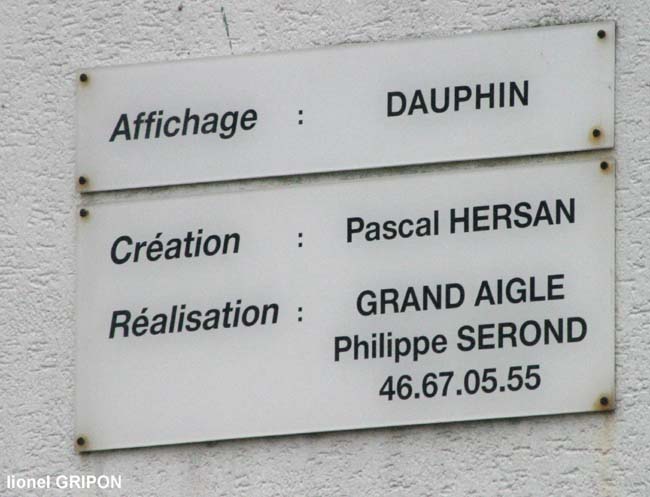 Affichage : DAUPHIN
Création : Pascal HERSAN
Réalisation : GRAND AIGLE
Philippe SEROND
46.67.05.55
lionel GRIPON